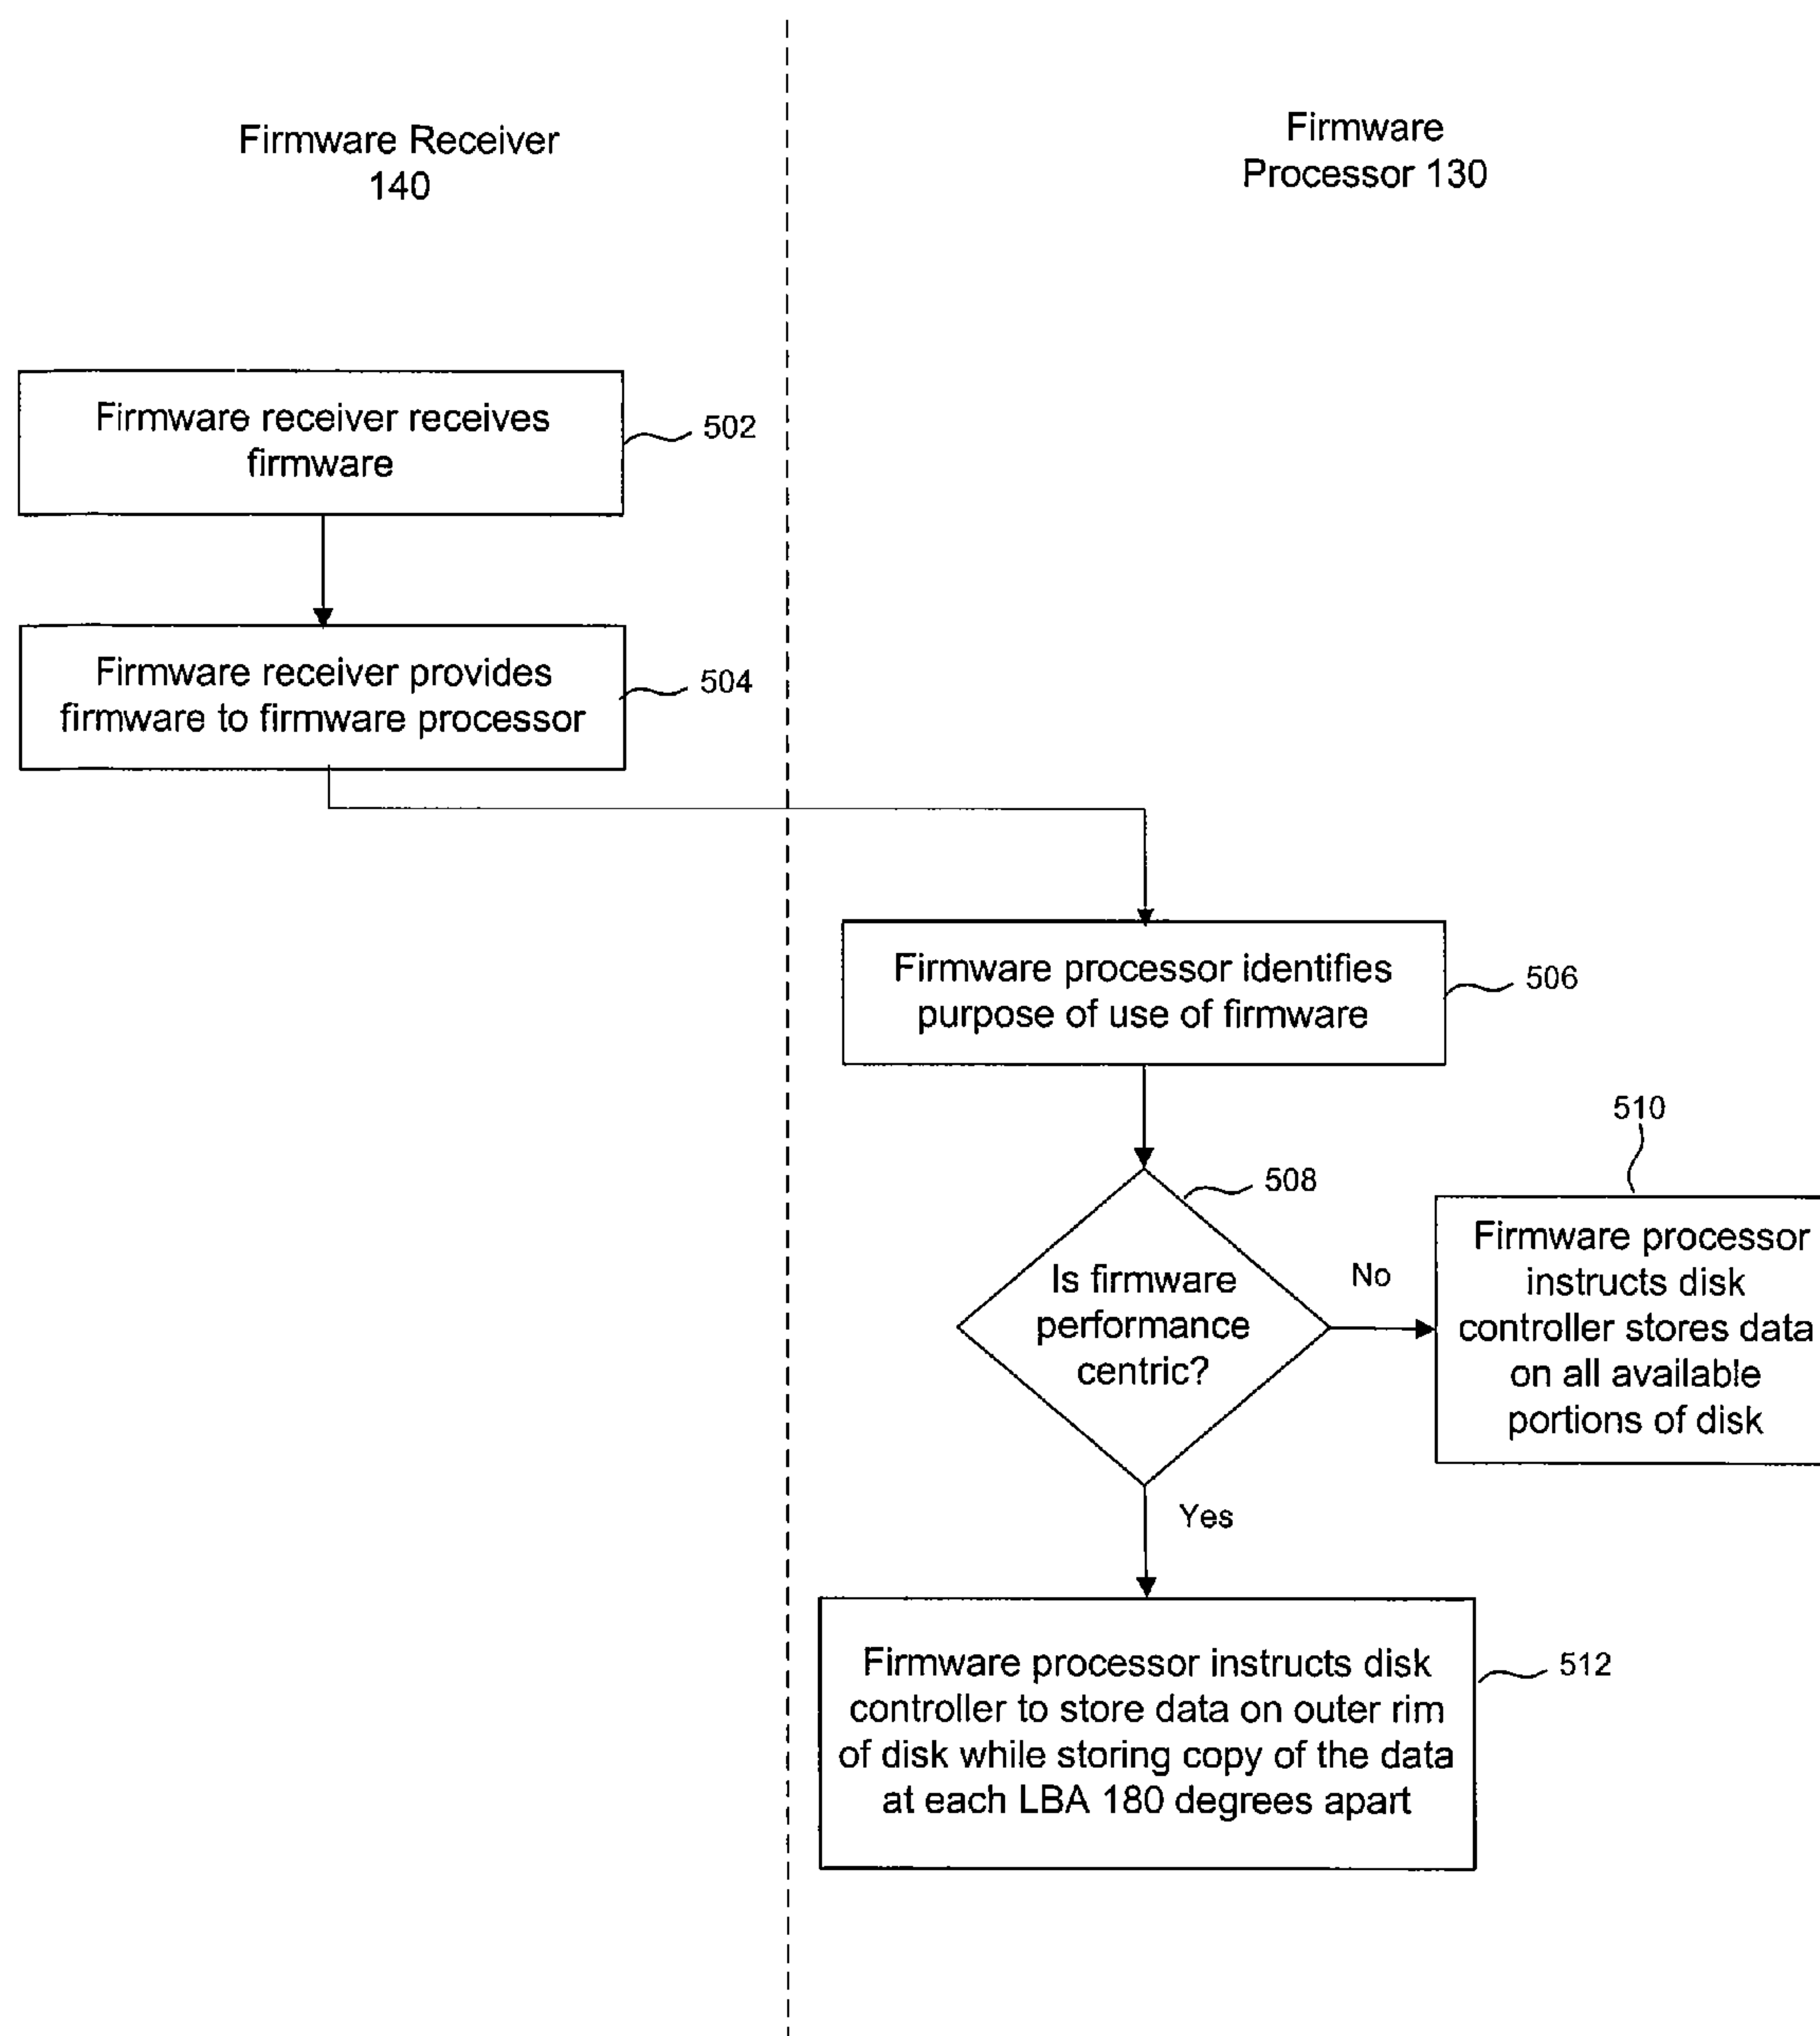 Firmware Receiver
140
Firmware
Processor 130
Firmware receiver receives
firmware
502
Firmware receiver provides
firmware to firmware processor
504
Firmware processor identifies
purpose of use of firmware
506
508
Is firmware
performance
centric?
No
510
Firmware processor
instructs disk
controller stores data
on all available
portions of disk
Yes
Firmware processor instructs disk
controller to store data on outer rim
of disk while storing copy of the data
at each LBA 180 degrees apart
512